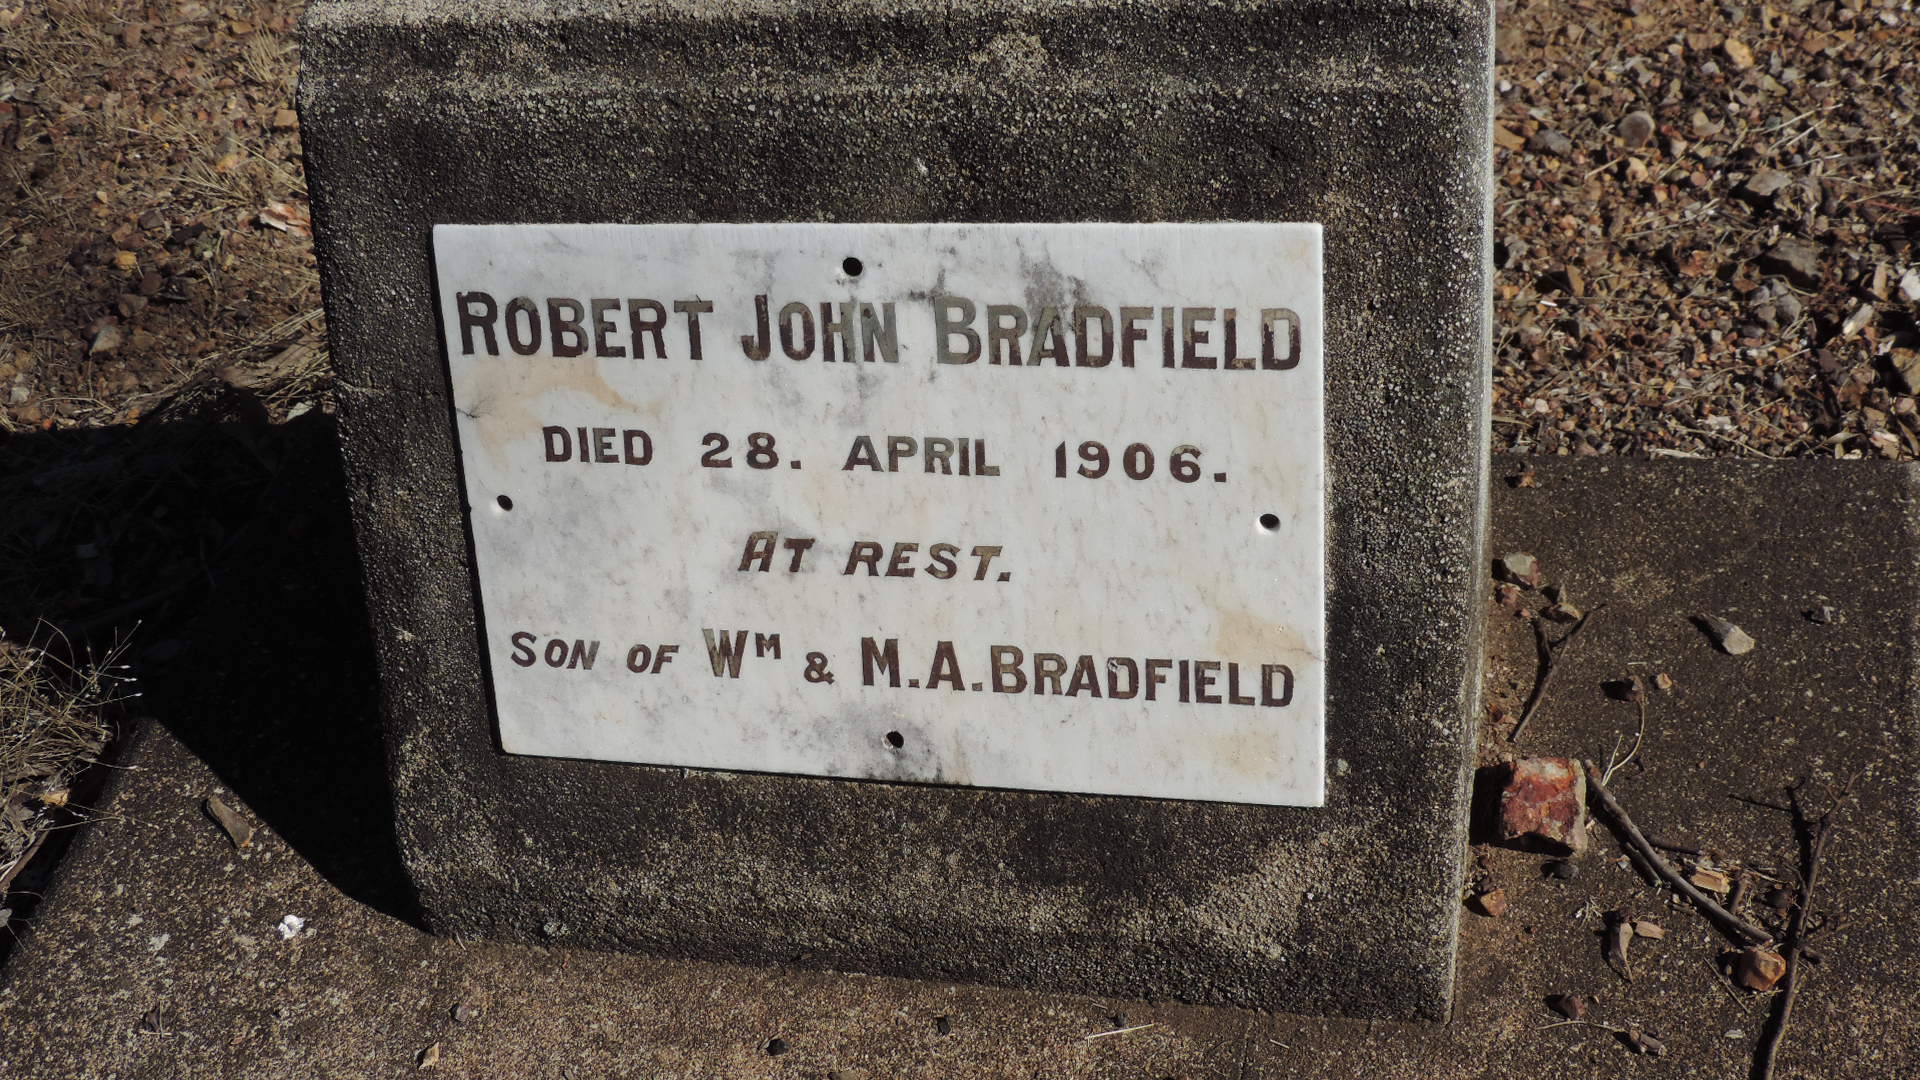 ROBERT JOHN BRADFIELD
DIED 28. APRIL 1906.
AT REST.
SON OF Wᴹ & M.A. BRADFIELD